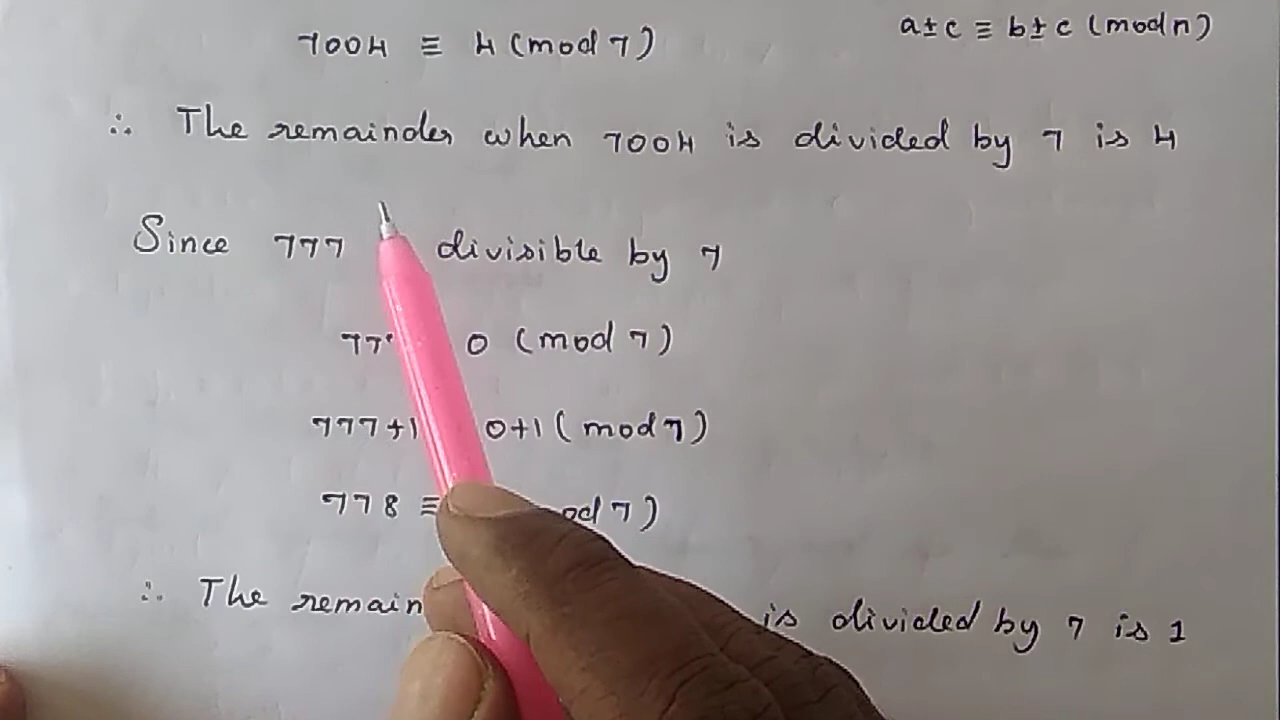 7004 ≡ 4 (mod 7)
a±c ≡ b±c (mod n)
∴ The remainder when 7004 is divided by 7 is 4
Since 777 divisible by 7
0 (mod 7)
777+1 0+1 (mod 7)
778 ≡ 7)
∴ The is divided by 7 is 1